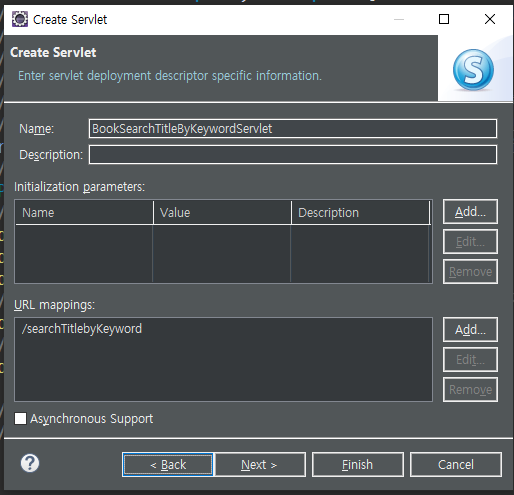 Create Servlet
Create Servlet
Enter servlet deployment descriptor specific information.
S
Name: BookSearchTitleByKeywordServlet
Description:
Initialization parameters:
Name Value Description
Add...
Edit...
Remove
URL mappings:
/searchTitlebyKeyword
Add...
Edit...
Remove
Asynchronous Support
? < Back Next > Finish Cancel